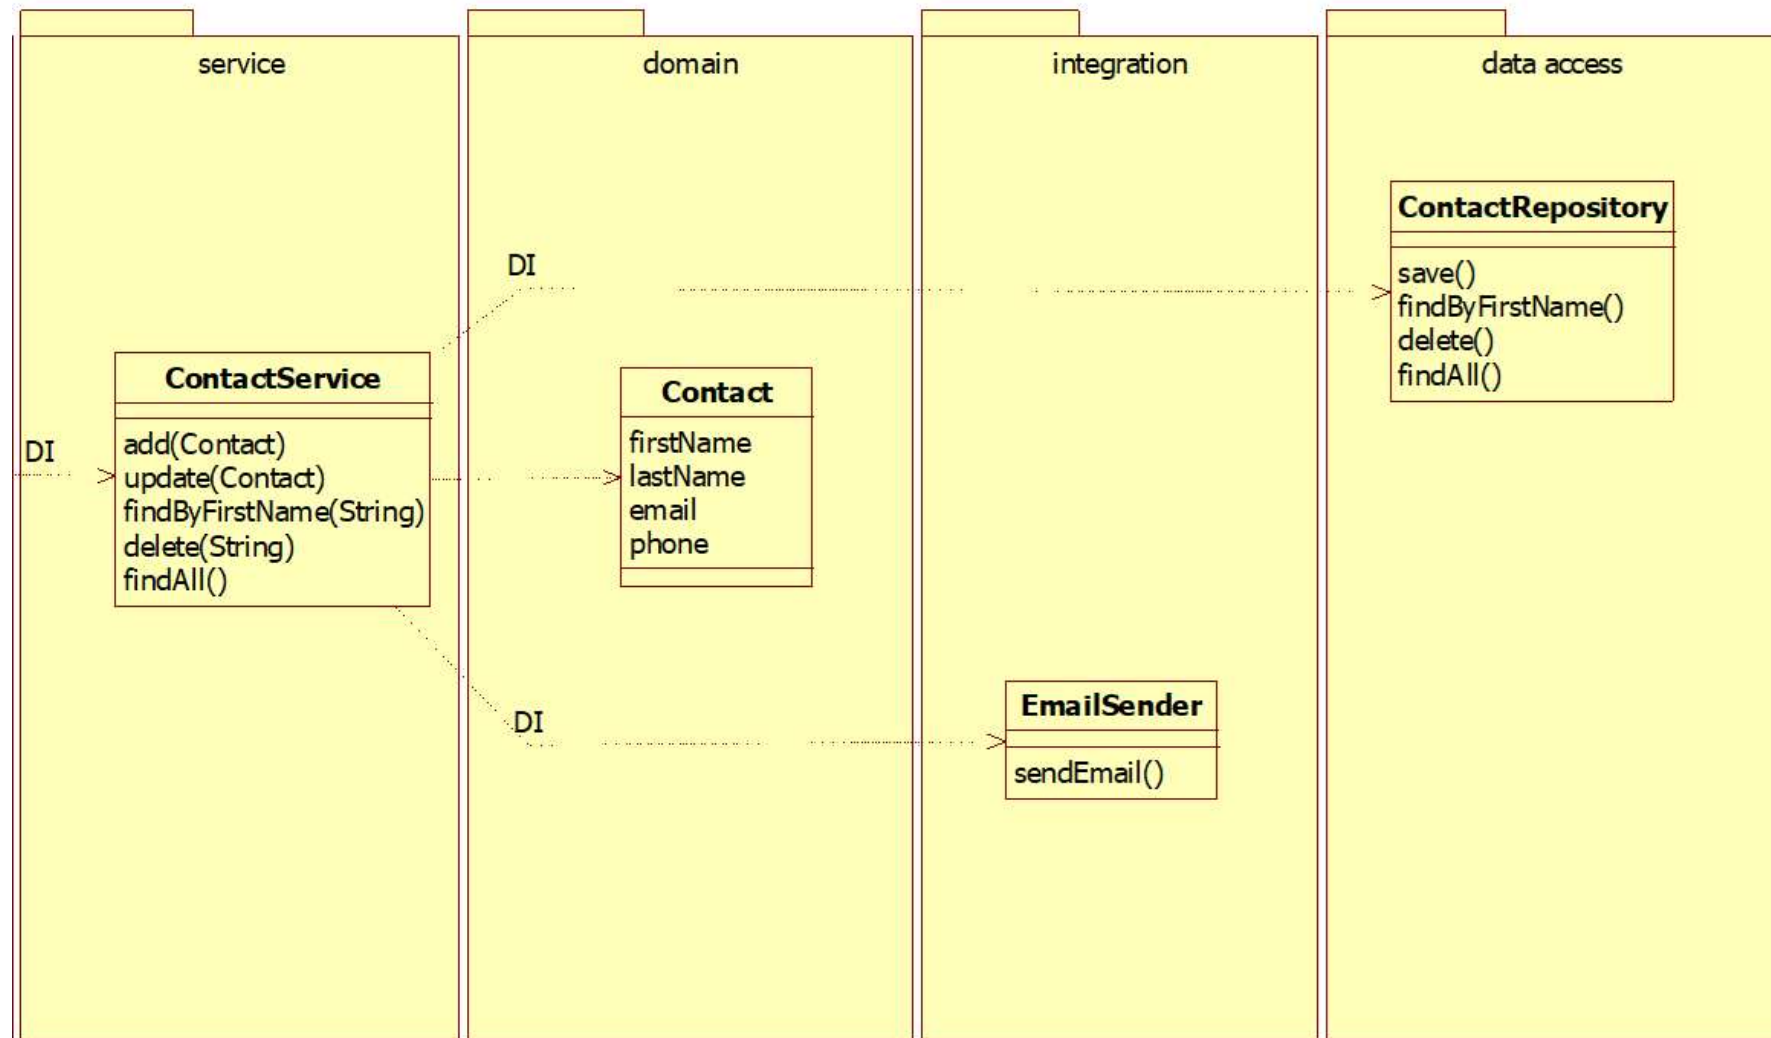 service
domain
integration
data access
ContactRepository
save()
findByFirstName()
delete()
findAll()
DI
ContactService
add(Contact)
update(Contact)
findByFirstName(String)
delete(String)
findAll()
DI
Contact
firstName
lastName
email
phone
DI
EmailSender
sendEmail()